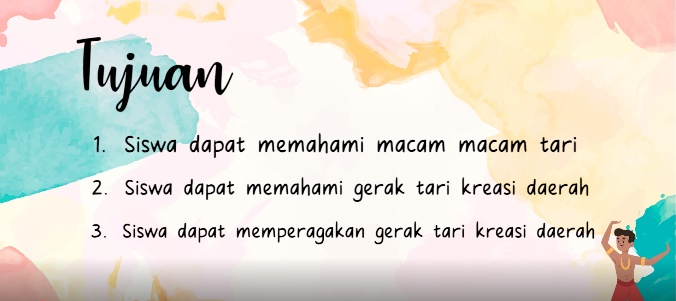 Tujuan
1. Siswa dapat memahami macam macam tari
2. Siswa dapat memahami gerak tari kreasi daerah
3. Siswa dapat memperagakan gerak tari kreasi daerah